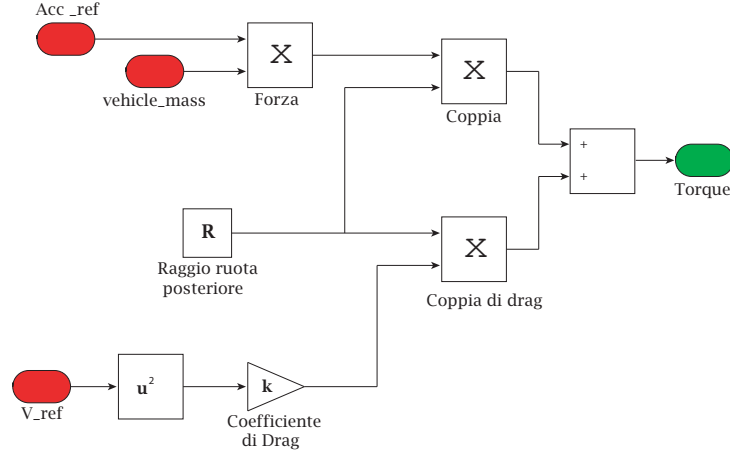 Acc _ref
X
vehicle_mass
Forza
X
Coppia
+
+
Torque
R
Raggio ruota
posteriore
X
Coppia di drag
V_ref
u²
k
Coefficiente
di Drag